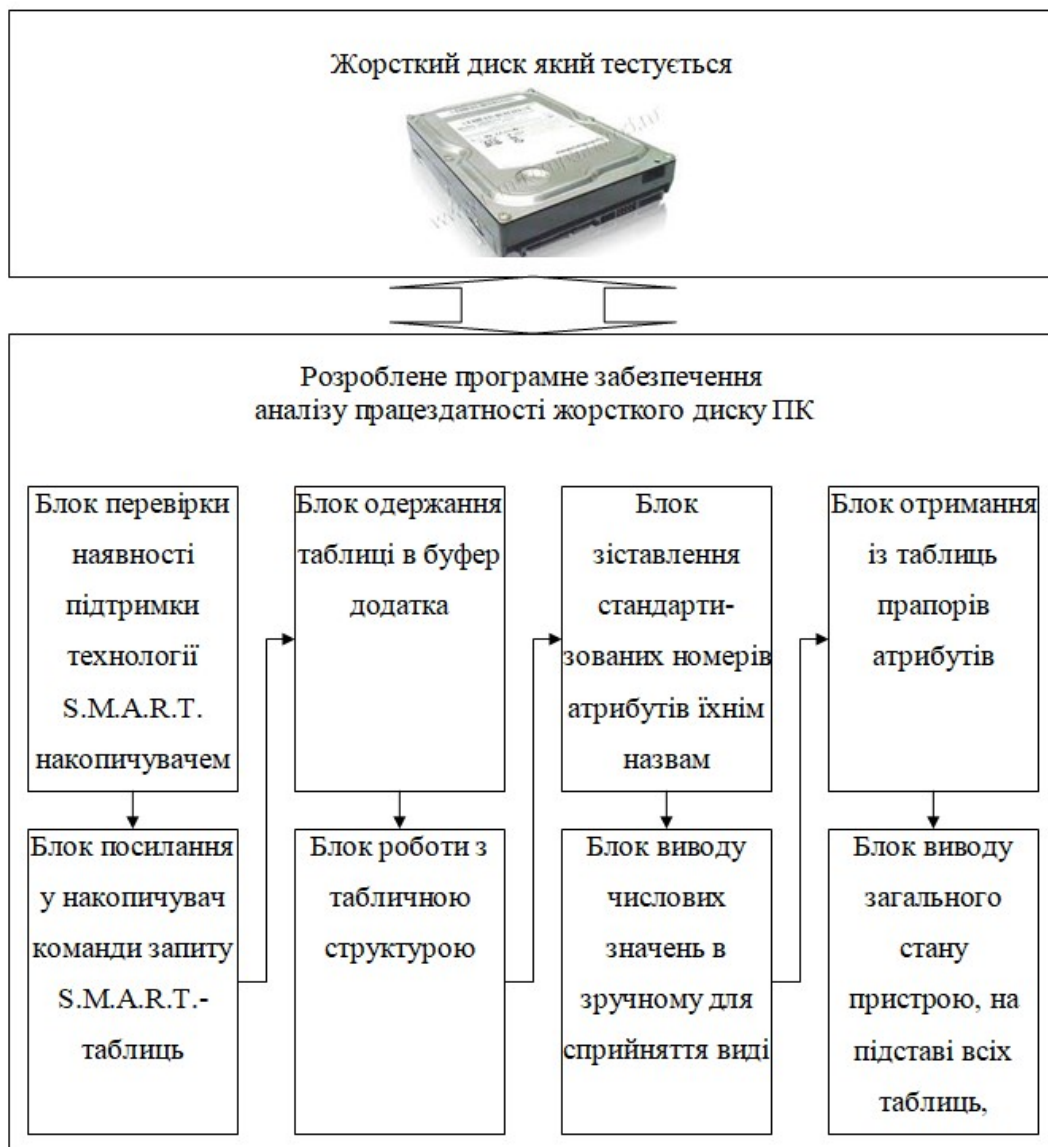 Жорсткий диск який тестується
Розроблене програмне забезпечення
аналізу працездатності жорсткого диску ПК
Блок перевірки
наявності
підтримки
технології
S.M.A.R.T.
накопичувачем
Блок посилання
у накопичувач
команди запиту
S.M.A.R.T.-
таблиць
Блок одержання
таблиці в буфер
додатка
Блок роботи з
табличною
структурою
Блок
зіставлення
стандарти-
зованих номерів
атрибутів їхнім
назвам
Блок виводу
числових
значень в
зручному для
сприйняття виді
Блок отримання
із таблиць
прапорів
атрибутів
Блок виводу
загального
стану
пристрою, на
підставі всіх
таблиць,